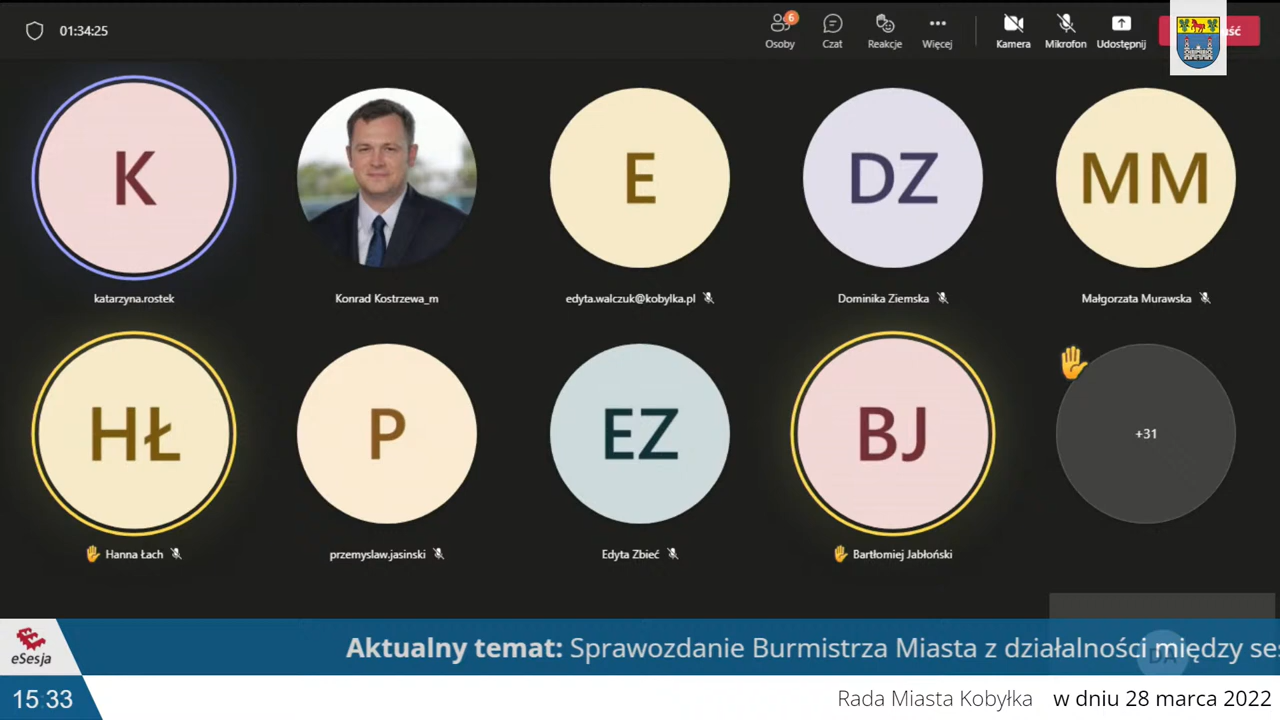 01:34:25
6
Osoby
Czat
Reakcje
Więcej
Kamera
Mikrofon
Udostępnij
K
katarzyna.rostek
Konrad Kostrzewa_m
E
edyta.walczuk@kobylka.pl
DZ
Dominika Ziemska
MM
Małgorzata Murawska
HŁ
Hanna Łach
P
przemyslaw.jasinski
EZ
Edyta Zbieć
BJ
Bartłomiej Jabłoński
+31
eSesja
Aktualny temat: Sprawozdanie Burmistrza Miasta z działalności między ses
DA
15:33
Rada Miasta Kobyłka w dniu 28 marca 2022